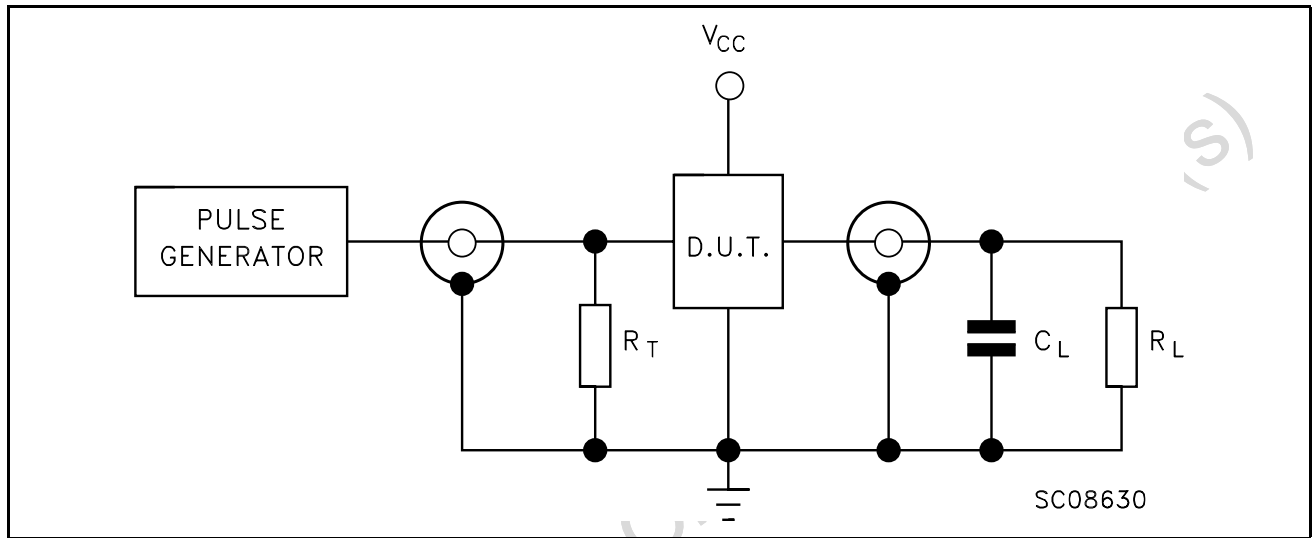 VCC
PULSE
GENERATOR
D.U.T.
RT
CL
RL
SC08630